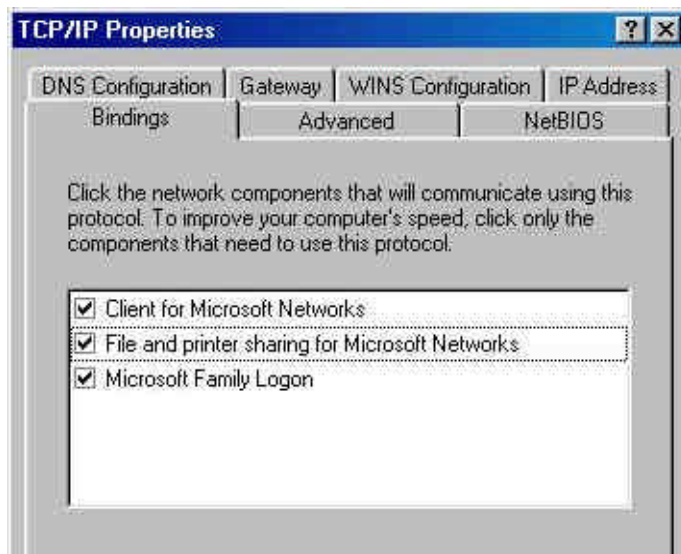 TCP/IP Properties
DNS Configuration Gateway WINS Configuration IP Address
Bindings Advanced NetBIOS
Click the network components that will communicate using this
protocol. To improve your computer's speed, click only the
components that need to use this protocol.
Client for Microsoft Networks
File and printer sharing for Microsoft Networks
Microsoft Family Logon